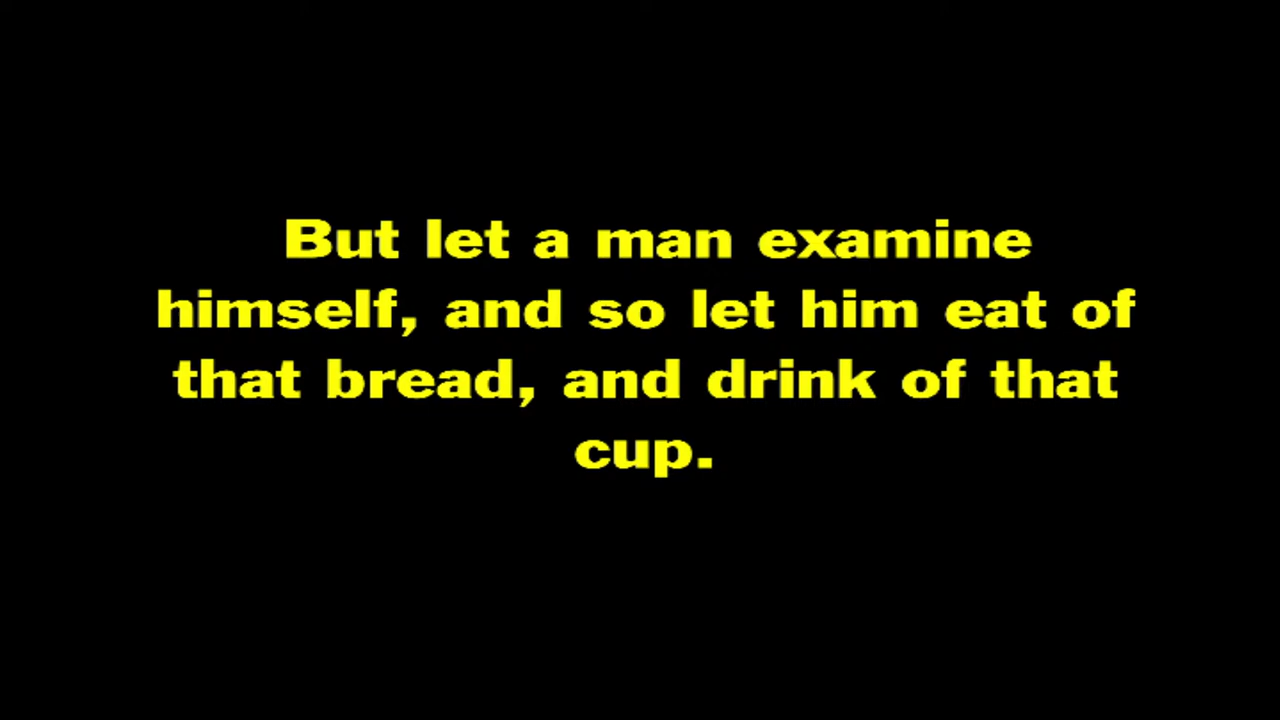 But let a man examine
himself, and so let him eat of
that bread, and drink of that
cup.